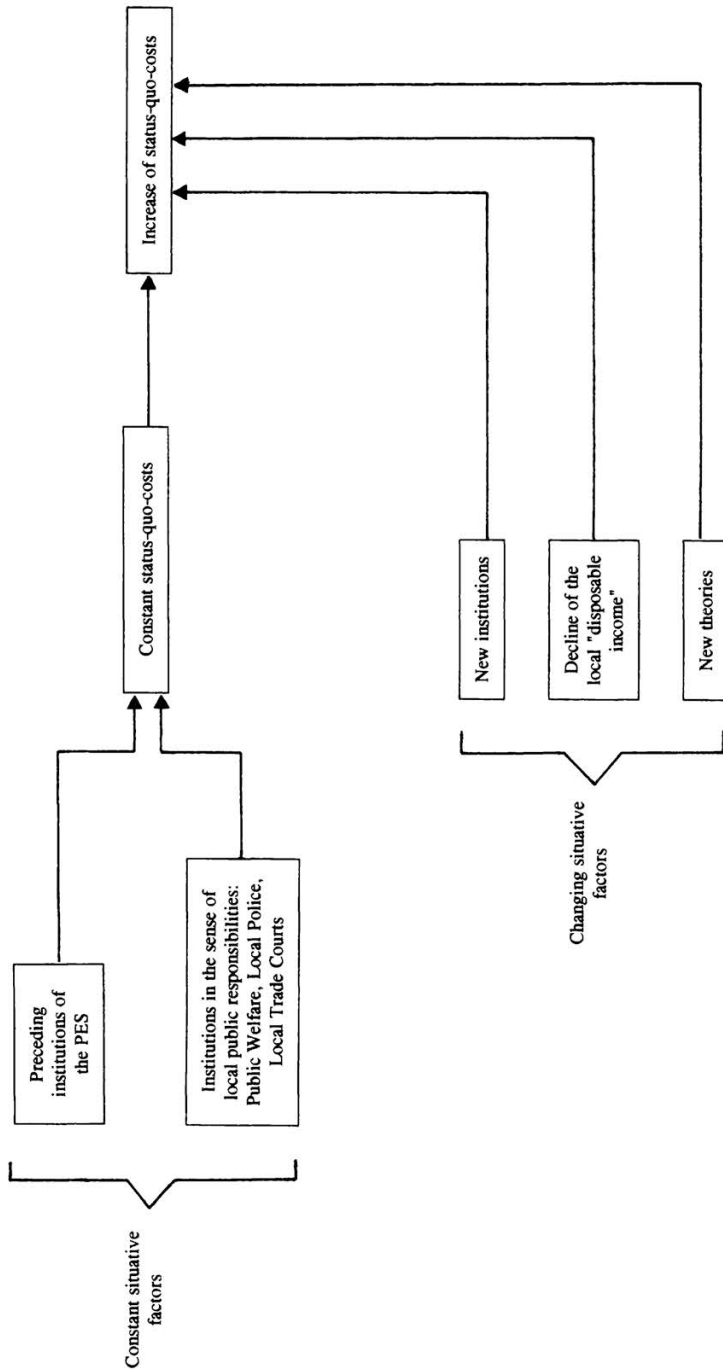 Constant situative
factors
Preceding
institutions of
the PES
Institutions in the sense of
local public responsibilities:
Public Welfare, Local Police,
Local Trade Courts
Constant status-quo-costs
Increase of status-quo-costs
Changing situative
factors
New institutions
Decline of the
local "disposable
income"
New theories